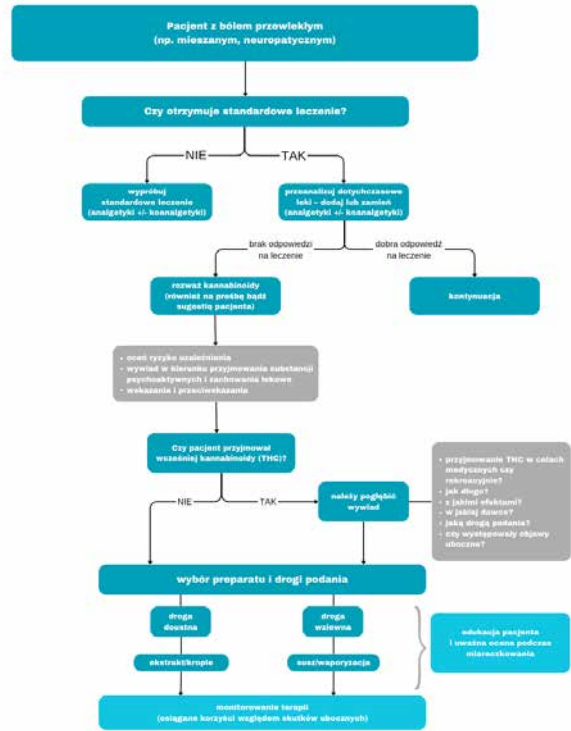 Pacjent z bólem przewlekłym
(np. mieszanym, neuropatycznym)
Czy otrzymuje standardowe leczenie?
NIE
TAK
wypróbuj
standardowe leczenie
(analgetyki +/- koanalgetyki)
przeanalizuj dotychczasowe
leki – dodaj lub zamień
(analgetyki +/- koanalgetyki)
brak odpowiedzi
na leczenie
dobra odpowiedź
na leczenie
rozważ kannabinoidy
(również na prośbę bądź
sugestię pacjenta)
kontynuacja
• oceń ryzyko uzależnienia
• wywiad w kierunku przyjmowania substancji
psychoaktywnych i zachowania lekowe
• wskazania i przeciwskazania
Czy pacjent przyjmował
wcześniej kannabinoidy (THC)?
NIE
TAK
należy pogłębić
wywiad
• przyjmowanie THC w celach
medycznych czy
rekreacyjnie?
• jak długo?
• z jakimi efektami?
• w jakiej dawce?
• jaką drogą podania?
• czy występowały objawy
uboczne?
wybór preparatu i drogi podania
droga
doustna
droga
wziewna
ekstrakt/krople
susz/waporyzacja
edukacja pacjenta
i uważna ocena podczas
miareczkowania
monitorowanie terapii
(osiągane korzyści względem skutków ubocznych)